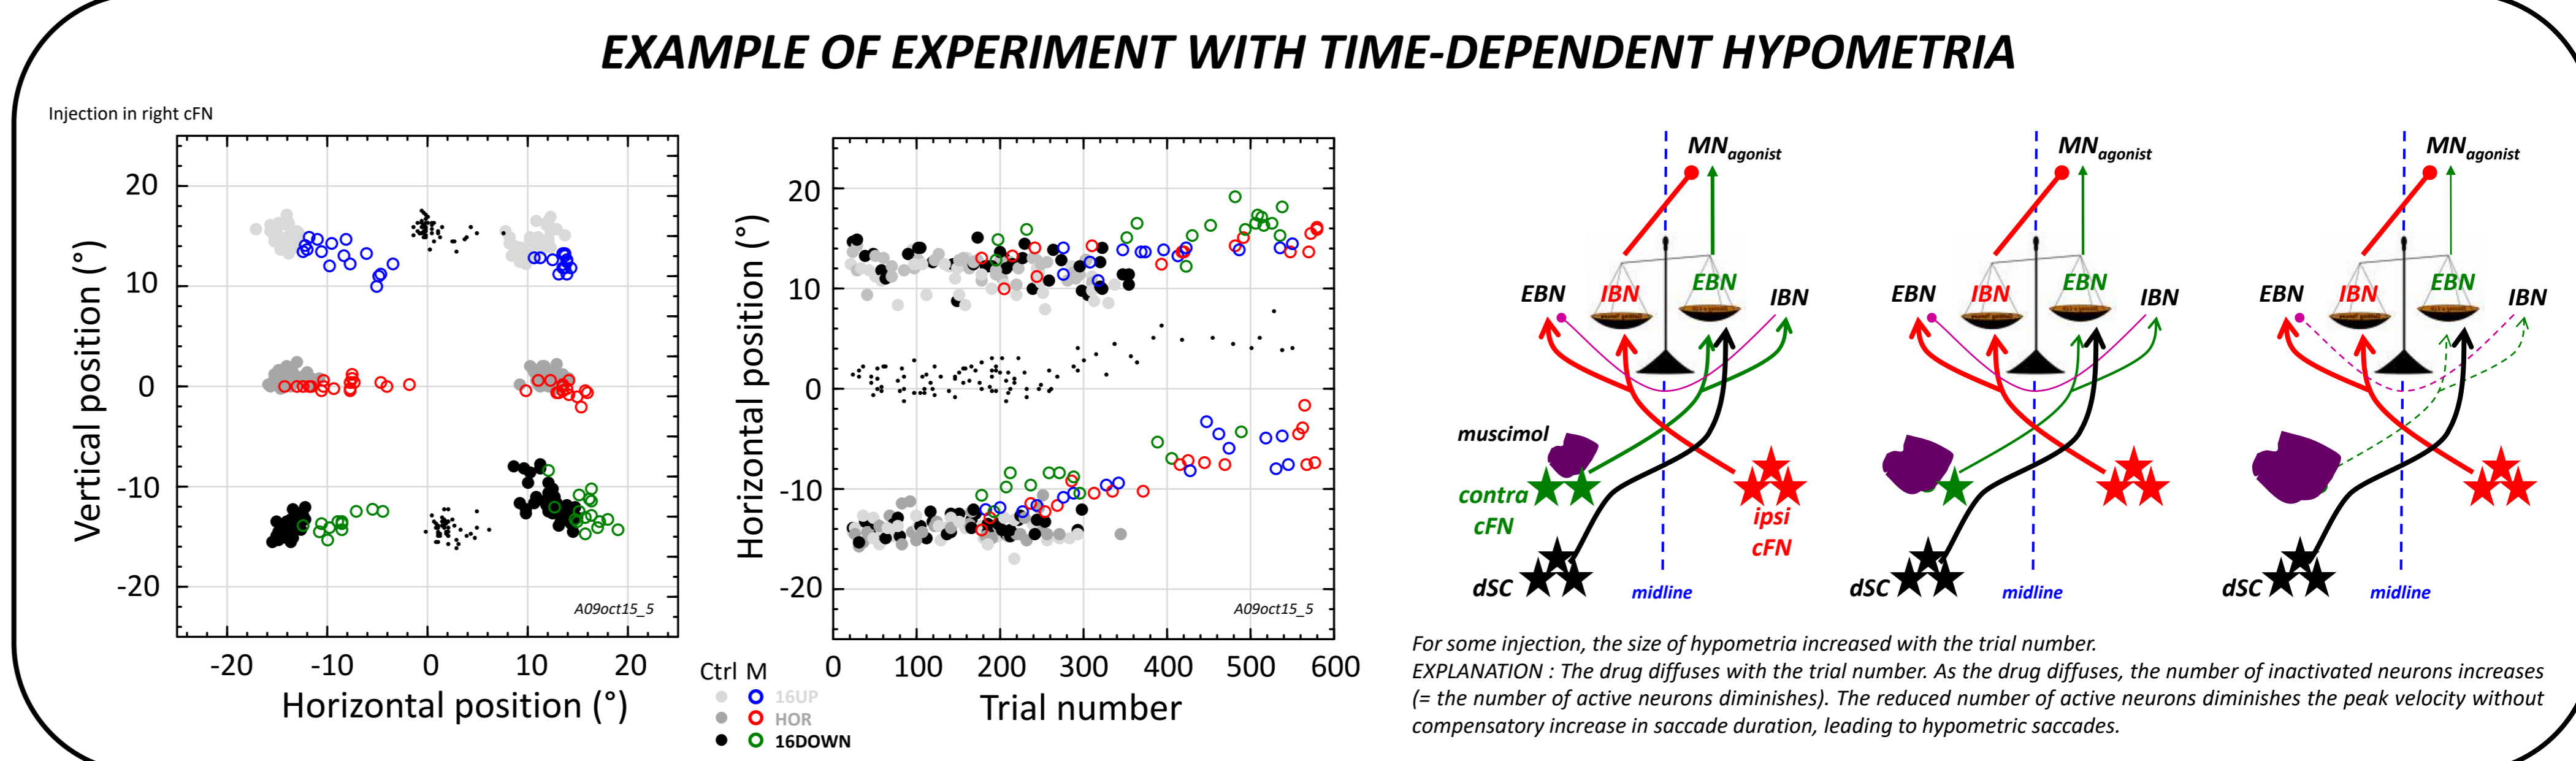 EXAMPLE OF EXPERIMENT WITH TIME-DEPENDENT HYPOMETRIA
Injection in right cFN
Vertical position (°)
20
10
0
-10
-20
A09oct15_5
-20 -10 0 10 20
Horizontal position (°)
Horizontal position (°)
20
10
0
-10
-20
A09oct15_5
0 100 200 300 400 500 600
Trial number
Ctrl M
16UP
HOR
16DOWN
MNagonist
EBN IBN EBN IBN
muscimol
contra
cFN
ipsi
cFN
dSC
midline
MNagonist
EBN IBN EBN IBN
dSC
midline
MNagonist
EBN IBN EBN IBN
dSC
midline
For some injection, the size of hypometria increased with the trial number.
EXPLANATION : The drug diffuses with the trial number. As the drug diffuses, the number of inactivated neurons increases
(= the number of active neurons diminishes). The reduced number of active neurons diminishes the peak velocity without
compensatory increase in saccade duration, leading to hypometric saccades.